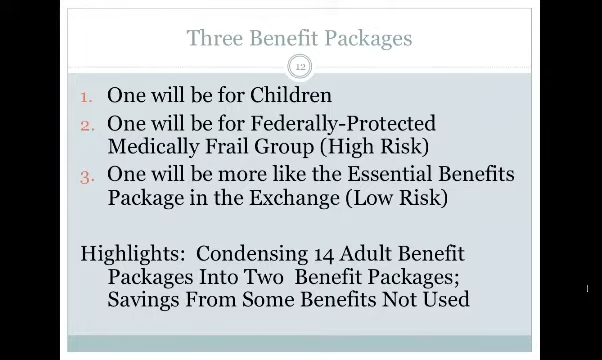 Three Benefit Packages
12
1. One will be for Children
2. One will be for Federally-Protected
Medically Frail Group (High Risk)
3. One will be more like the Essential Benefits
Package in the Exchange (Low Risk)
Highlights: Condensing 14 Adult Benefit
Packages Into Two Benefit Packages;
Savings From Some Benefits Not Used